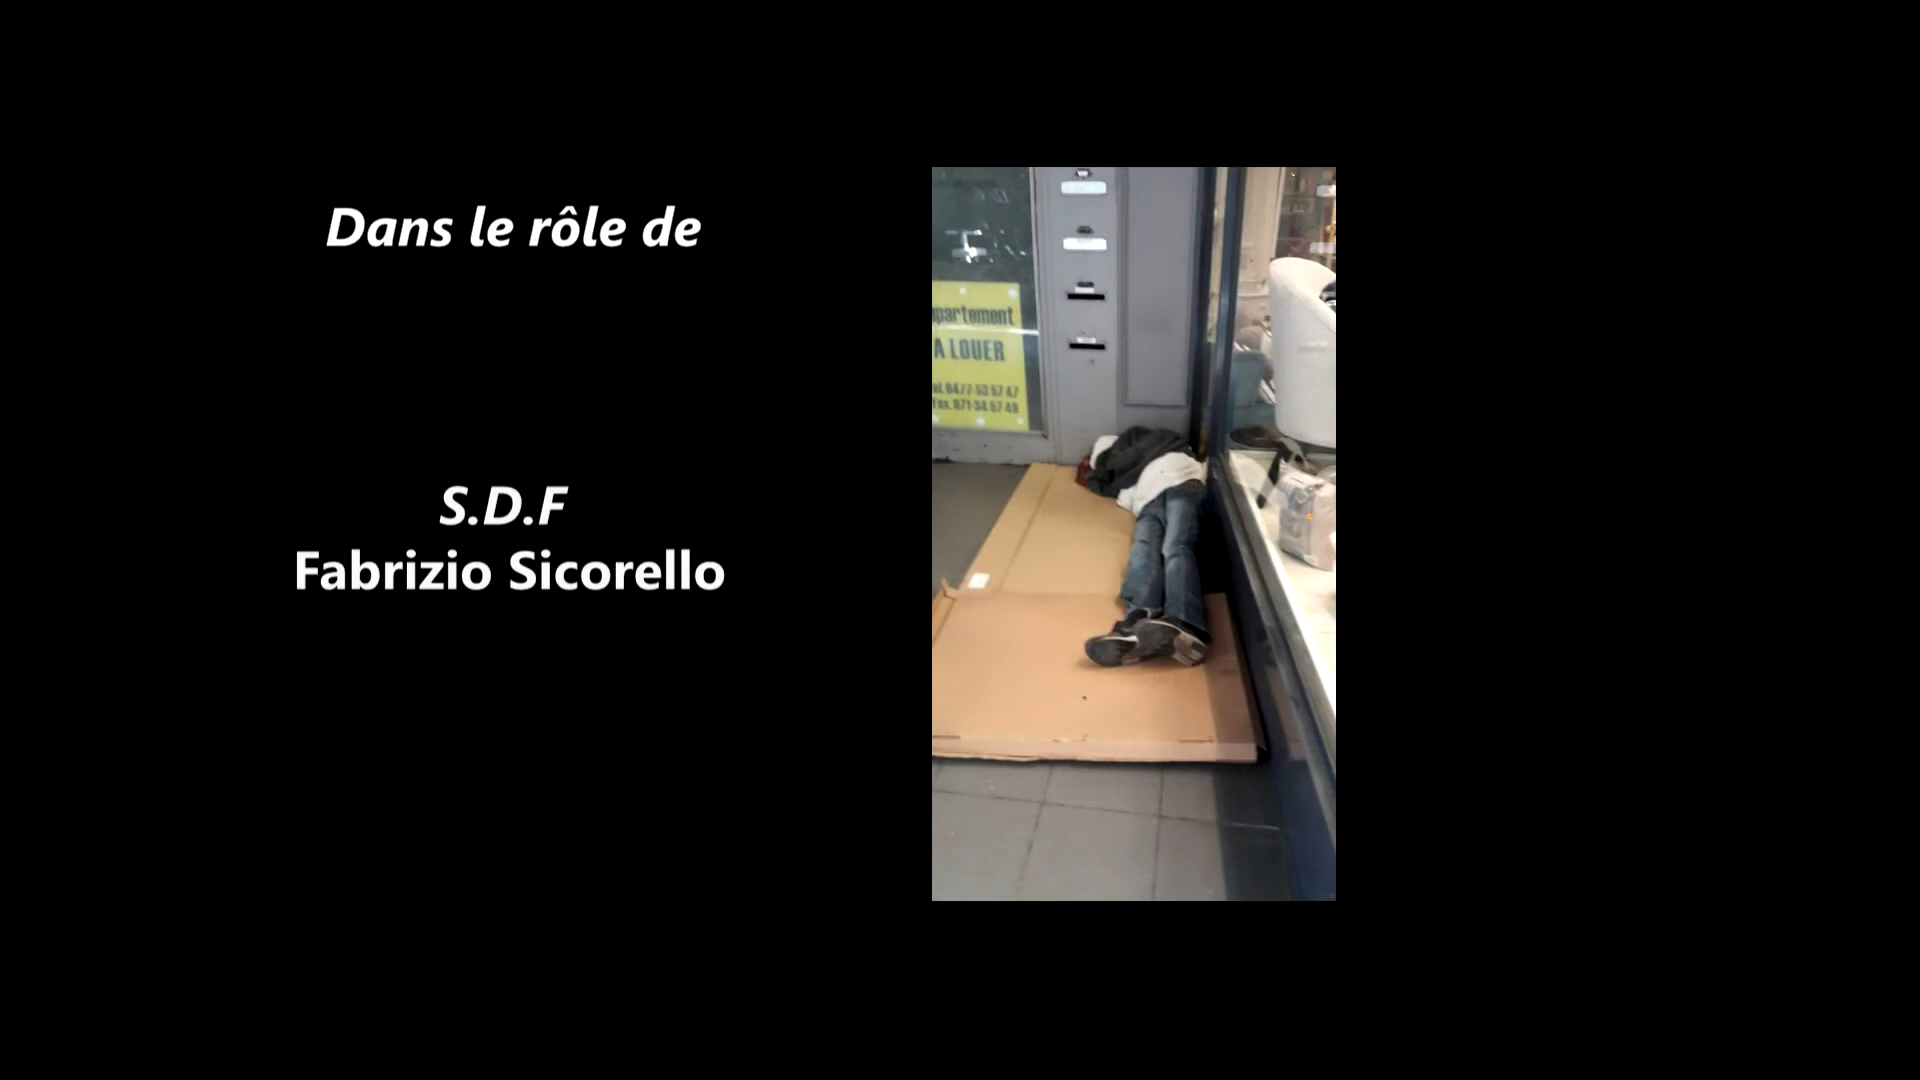 Dans le rôle de
S.D.F
Fabrizio Sicorello
partement
A LOUER